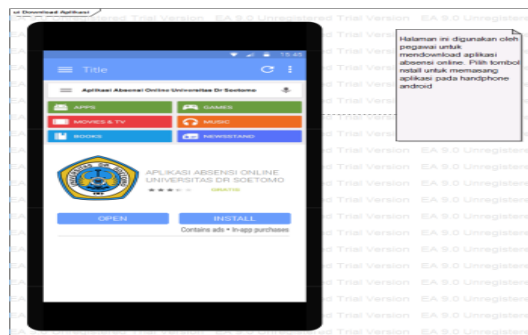 ui Download Aplikasi
EA 9.0 Unregistered Trial Version
15:45
Title
Aplikasi Absensi Online Universitas Dr Soetomo
APPS
GAMES
MOVIES & TV
MUSIC
BOOKS
NEWSSTAND
APLIKASI ABSENSI ONLINE
UNIVERSITAS DR SOETOMO
GRATIS
OPEN
INSTALL
Contains ads • In-app purchases
Halaman ini digunakan oleh
pegawai untuk
mendownload aplikasi
absensi online. Pilih tombol
install untuk memasang
aplikasi pada handphone
android